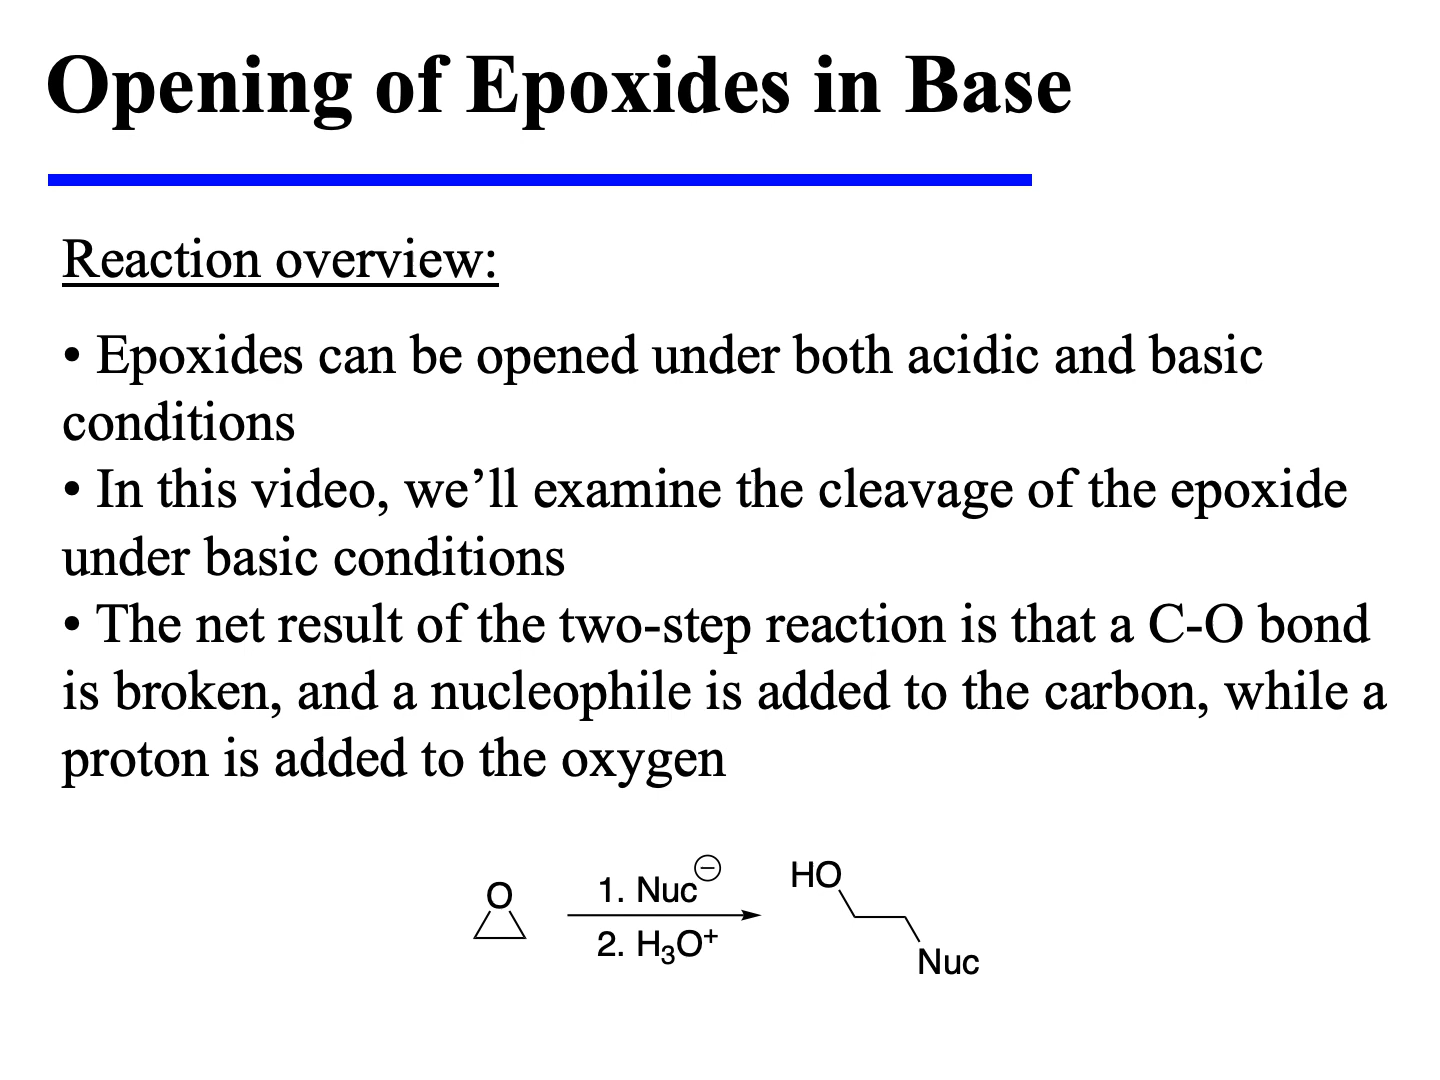 Opening of Epoxides in Base
Reaction overview:
• Epoxides can be opened under both acidic and basic
conditions
• In this video, we’ll examine the cleavage of the epoxide
under basic conditions
• The net result of the two-step reaction is that a C-O bond
is broken, and a nucleophile is added to the carbon, while a
proton is added to the oxygen
O
1. Nuc⊖
2. H₃O⁺
HO
Nuc